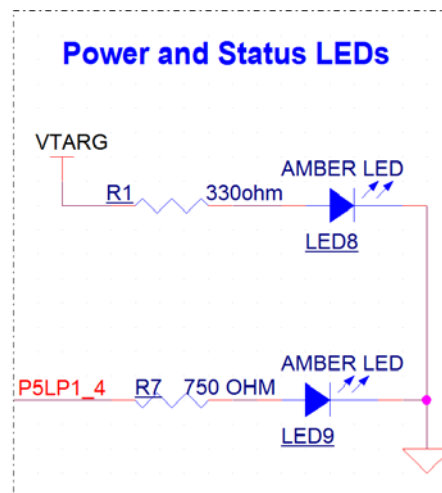 Power and Status LEDs
VTARG
AMBER LED
R1 330ohm
LED8
AMBER LED
P5LP1_4 R7 750 OHM
LED9